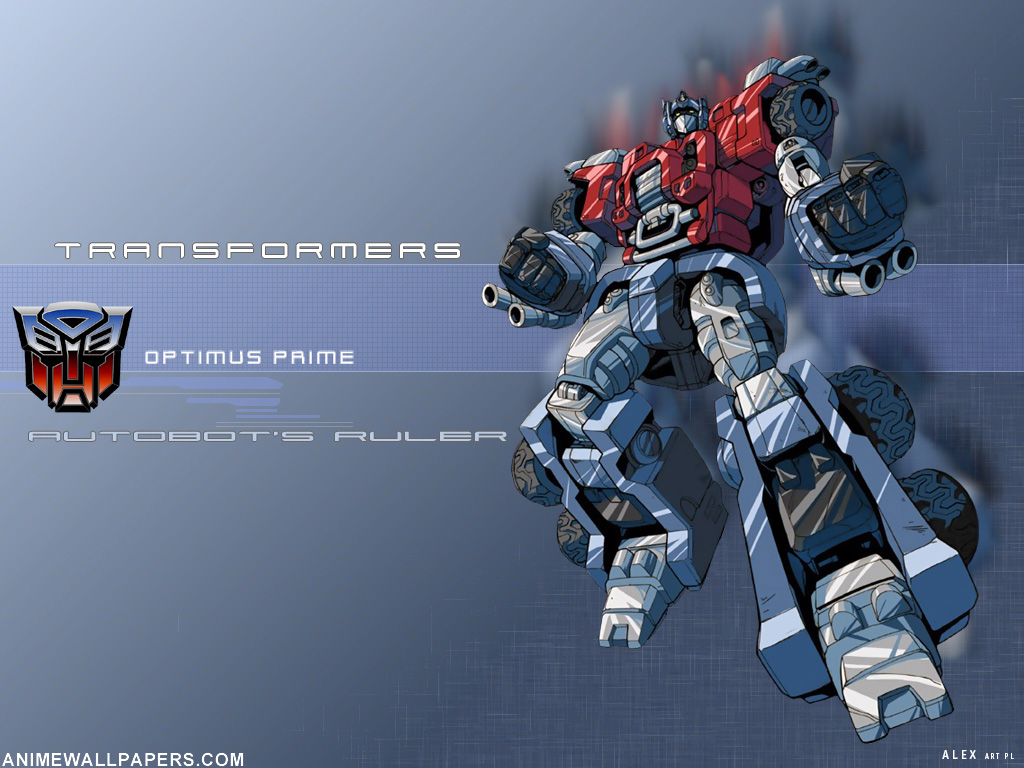 TRANSFORMERS
OPTIMUS PRIME
AUTOBOT'S RULER
ANIMEWALLPAPERS.COM
ALEX ART PL